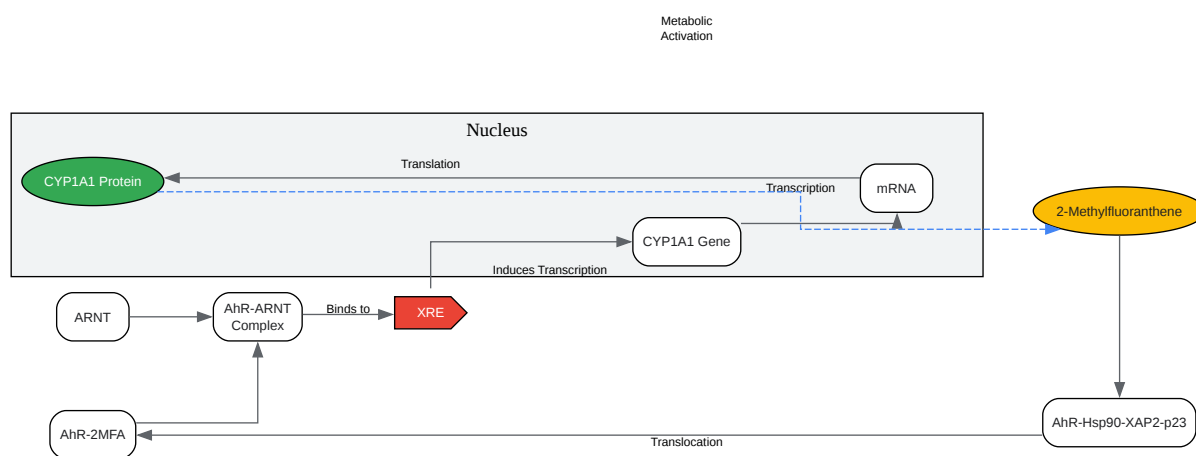 Metabolic
Activation
Nucleus
Translation
CYP1A1 Protein
Transcription
mRNA
2-Methylfluoranthene
CYP1A1 Gene
Induces Transcription
ARNT
AhR-ARNT
Complex
Binds to
XRE
AhR-2MFA
Translocation
AhR-Hsp90-XAP2-p23